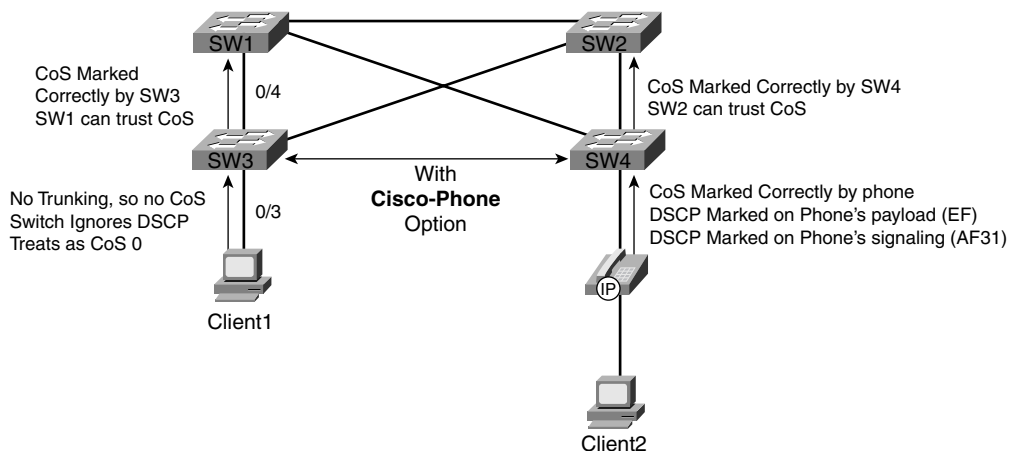 SW1
SW2
CoS Marked
Correctly by SW3
SW1 can trust CoS
0/4
CoS Marked Correctly by SW4
SW2 can trust CoS
SW3
SW4
With
Cisco-Phone
Option
No Trunking, so no CoS
Switch Ignores DSCP
Treats as CoS 0
0/3
CoS Marked Correctly by phone
DSCP Marked on Phone's payload (EF)
DSCP Marked on Phone's signaling (AF31)
IP
Client1
Client2